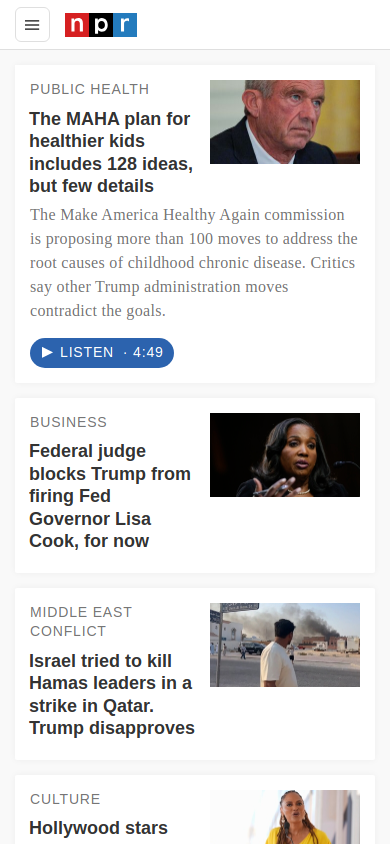 npr
PUBLIC HEALTH
The MAHA plan for
healthier kids
includes 128 ideas,
but few details
The Make America Healthy Again commission
is proposing more than 100 moves to address the
root causes of childhood chronic disease. Critics
say other Trump administration moves
contradict the goals.
LISTEN · 4:49
BUSINESS
Federal judge
blocks Trump from
firing Fed
Governor Lisa
Cook, for now
MIDDLE EAST
CONFLICT
Israel tried to kill
Hamas leaders in a
strike in Qatar.
Trump disapproves
CULTURE
Hollywood stars